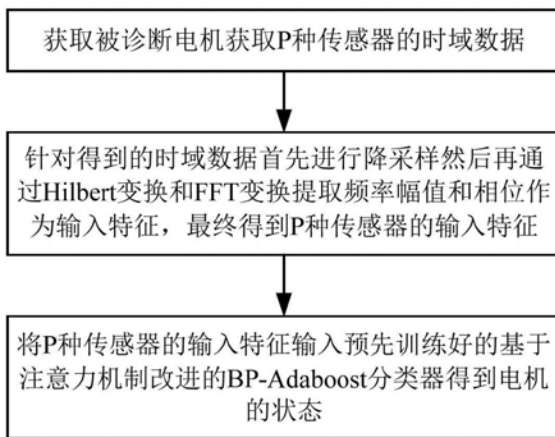 获取被诊断电机获取P种传感器的时域数据
针对得到的时域数据首先进行降采样然后再通
过Hilbert变换和FFT变换提取频率幅值和相位作
为输入特征，最终得到P种传感器的输入特征
将P种传感器的输入特征输入预先训练好的基于
注意力机制改进的BP-Adaboost分类器得到电机
的状态